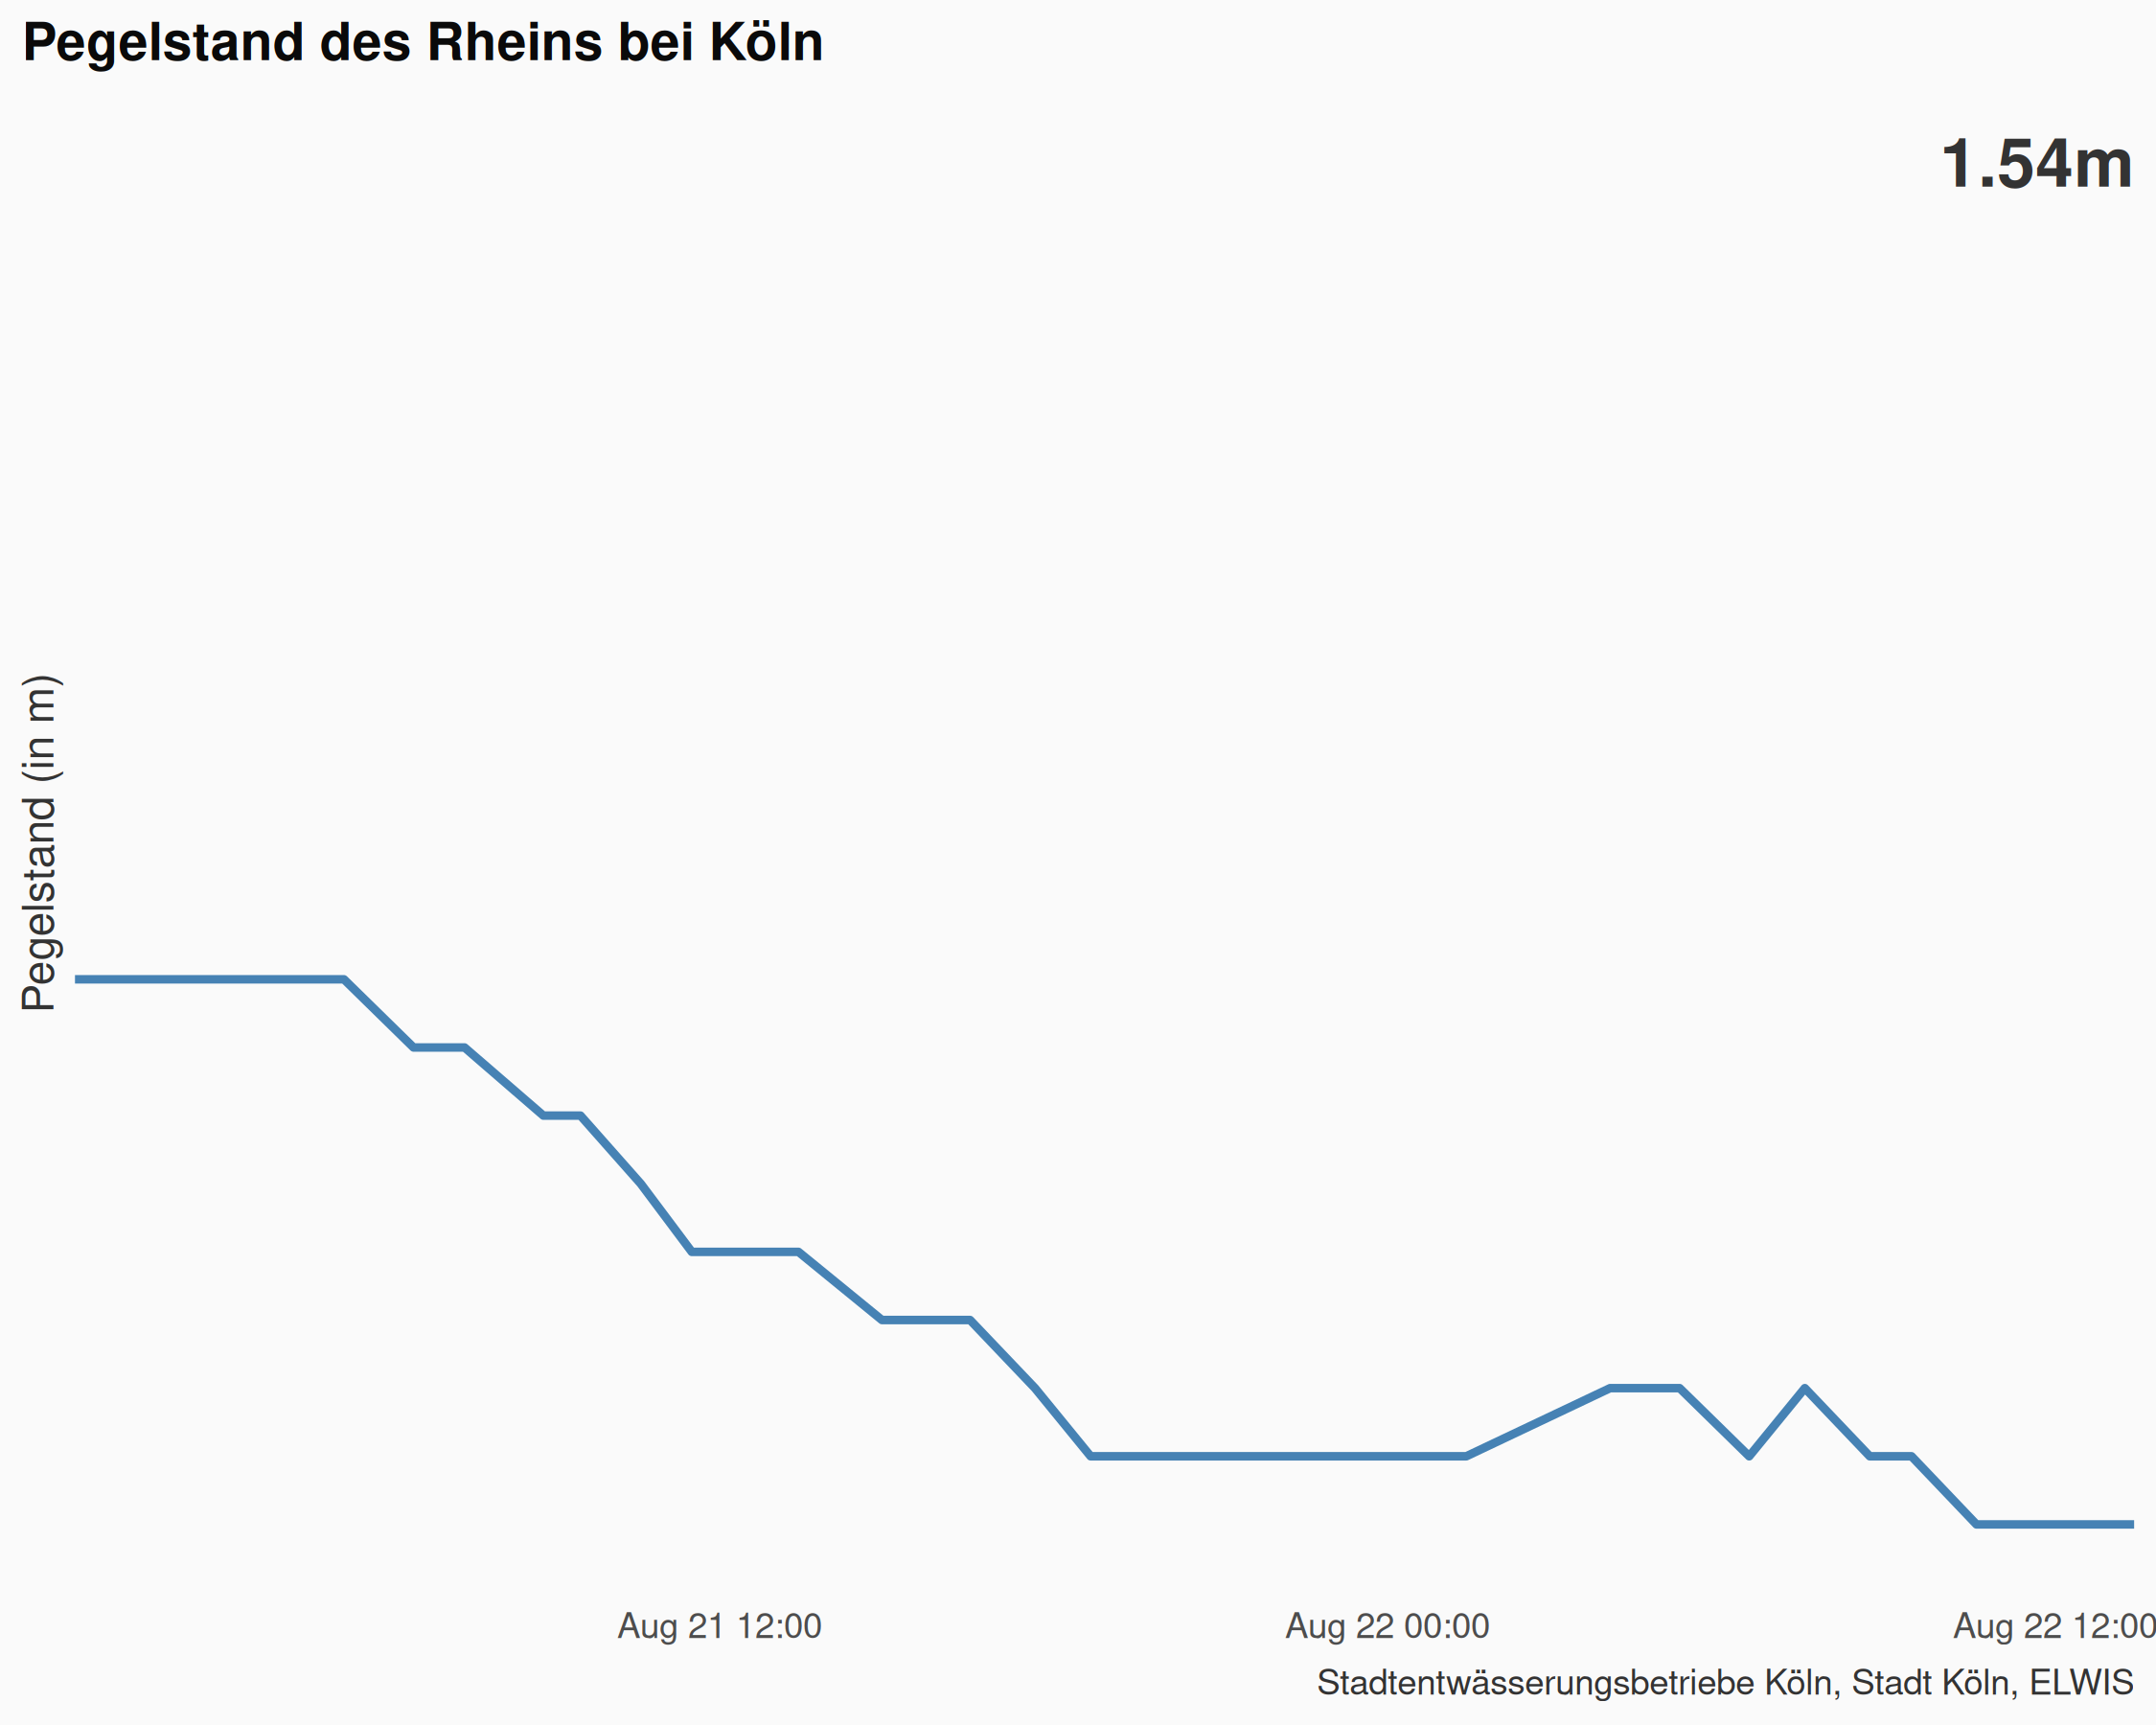 Pegelstand des Rheins bei Köln
1.54m
Pegelstand (in m)
Aug 21 12:00
Aug 22 00:00
Aug 22 12:00
Stadtentwässerungsbetriebe Köln, Stadt Köln, ELWIS